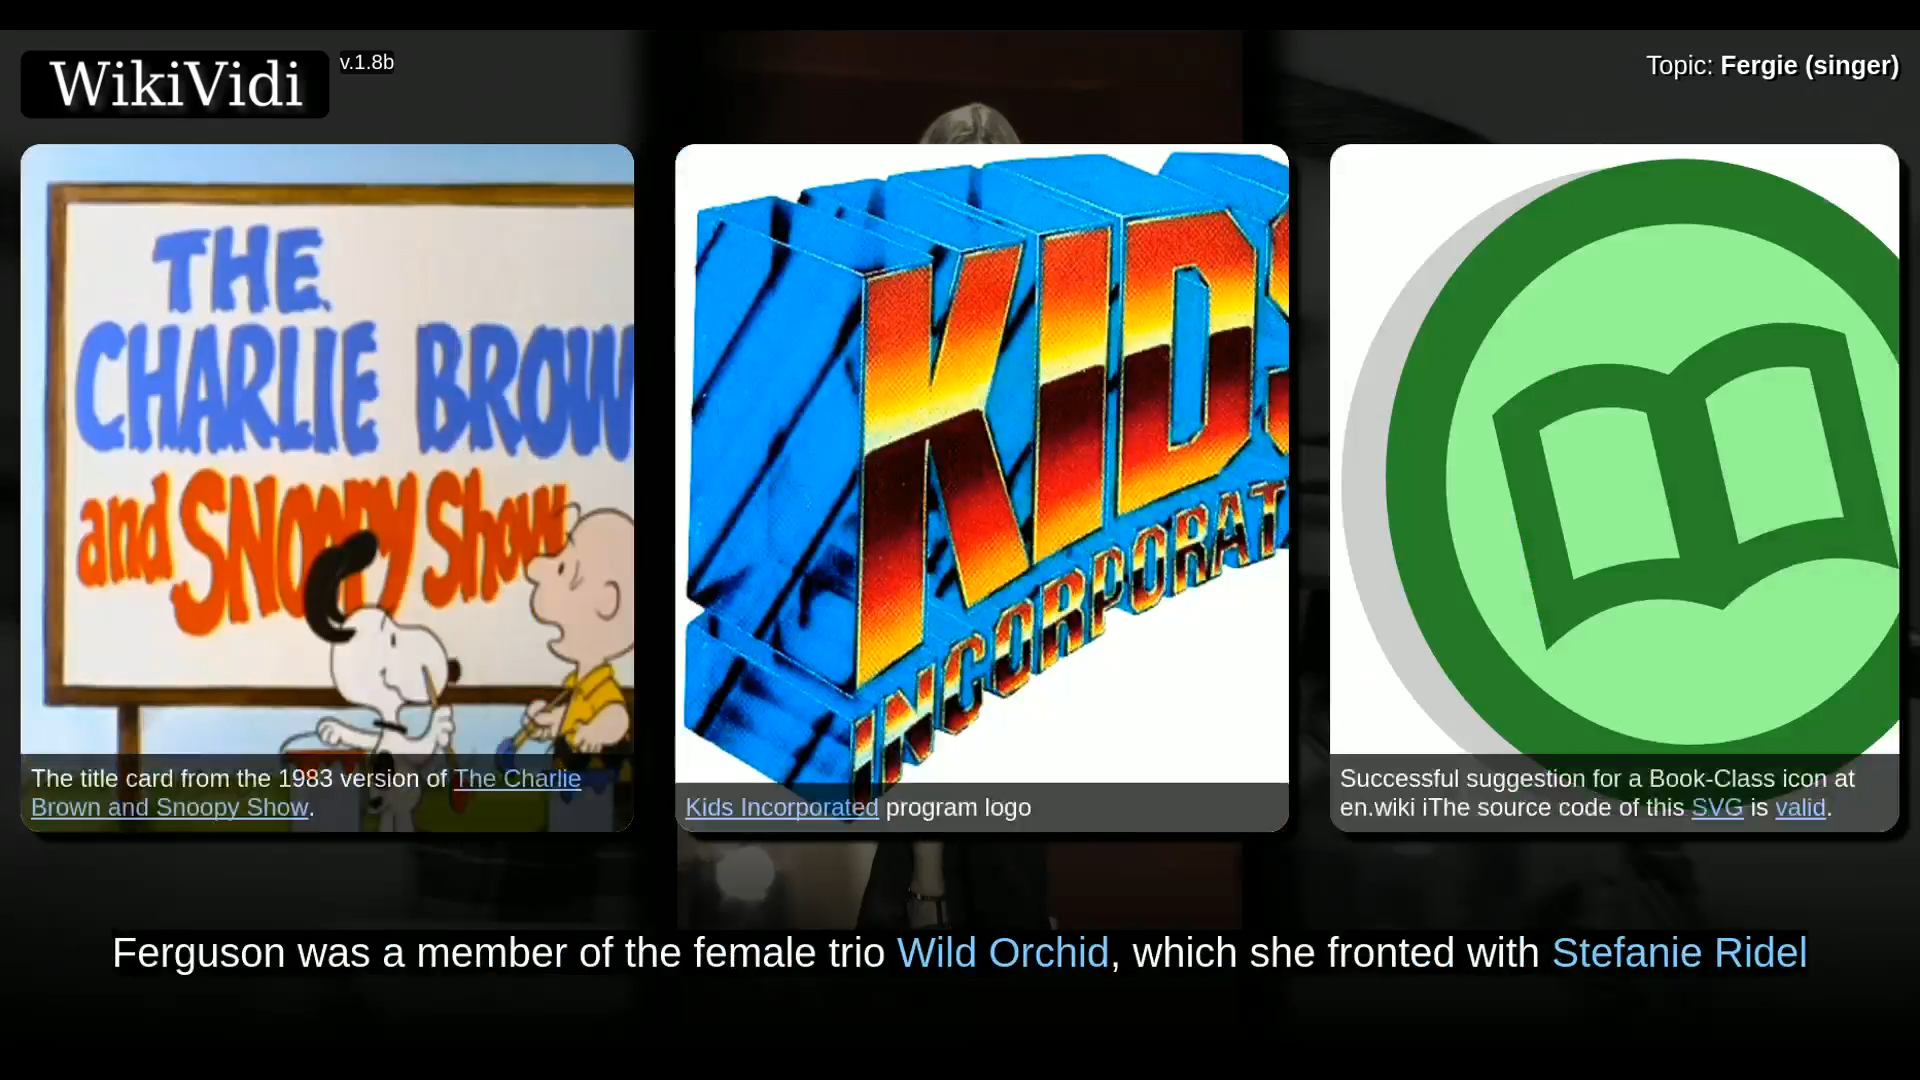 WikiVidi
v.1.8b
Topic: Fergie (singer)
THE
CHARLIE BROW
and SNOOPY Show
The title card from the 1983 version of The Charlie
Brown and Snoopy Show.
KIDS
INCORPORAT
Kids Incorporated program logo
Successful suggestion for a Book-Class icon at
en.wiki iThe source code of this SVG is valid.
Ferguson was a member of the female trio Wild Orchid, which she fronted with Stefanie Ridel